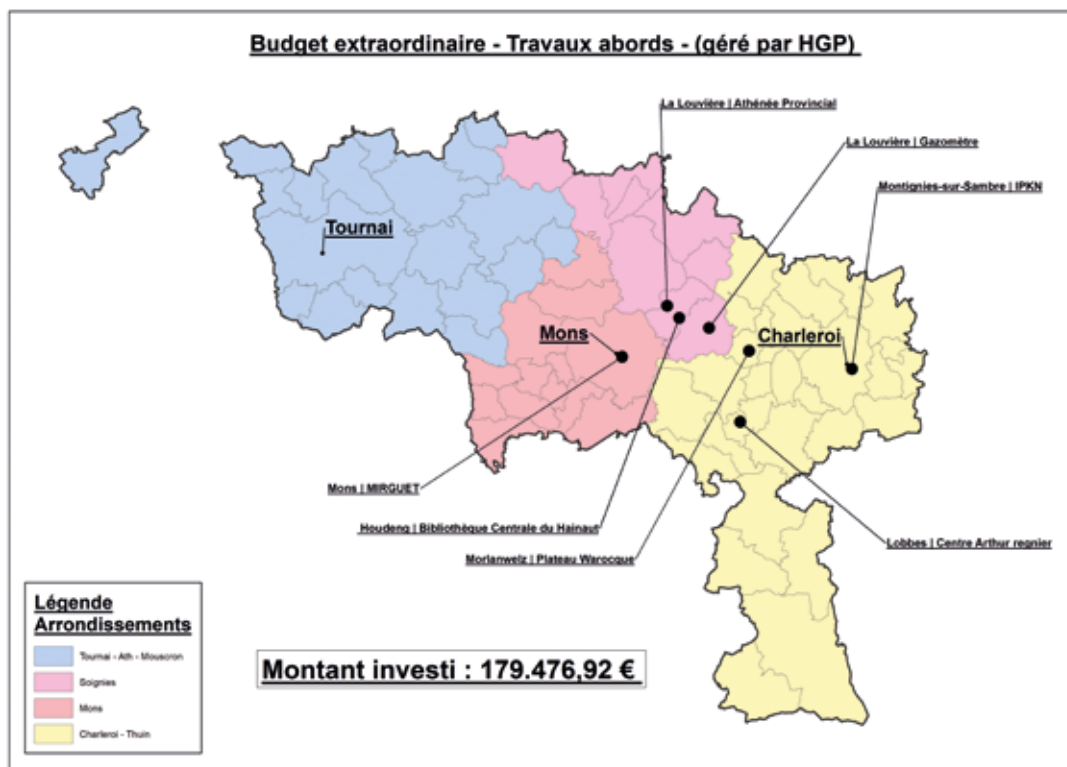 Budget extraordinaire - Travaux abords - (géré par HGP)
La Louvière | Athénée Provincial
La Louvière | Gazomètre
Montignies-sur-Sambre | IPKN
Tournai
Mons
Charleroi
Mons | MIRGUET
Houdeng | Bibliothèque Centrale du Hainaut
Morlanwelz | Plateau Warocque
Lobbes | Centre Arthur regnier
Légende
Arrondissements
Tournai - Ath - Mouscron
Soignies
Mons
Charleroi - Thuin
Montant investi : 179.476,92 €